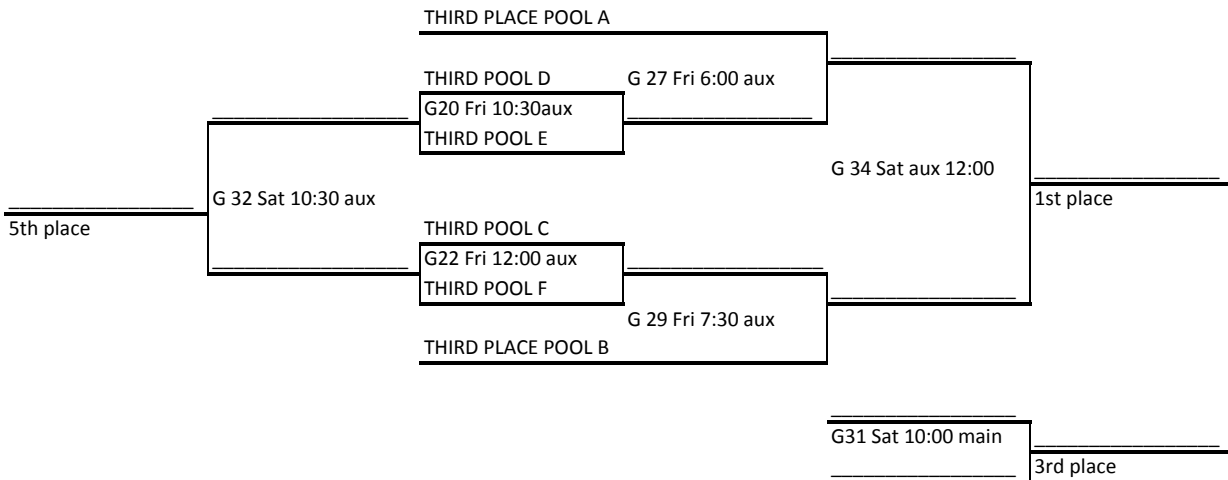 THIRD PLACE POOL A
THIRD POOL D
G 27 Fri 6:00 aux
G20 Fri 10:30aux
THIRD POOL E
G 34 Sat aux 12:00
G 32 Sat 10:30 aux
1st place
5th place
THIRD POOL C
G22 Fri 12:00 aux
THIRD POOL F
G 29 Fri 7:30 aux
THIRD PLACE POOL B
G31 Sat 10:00 main
3rd place